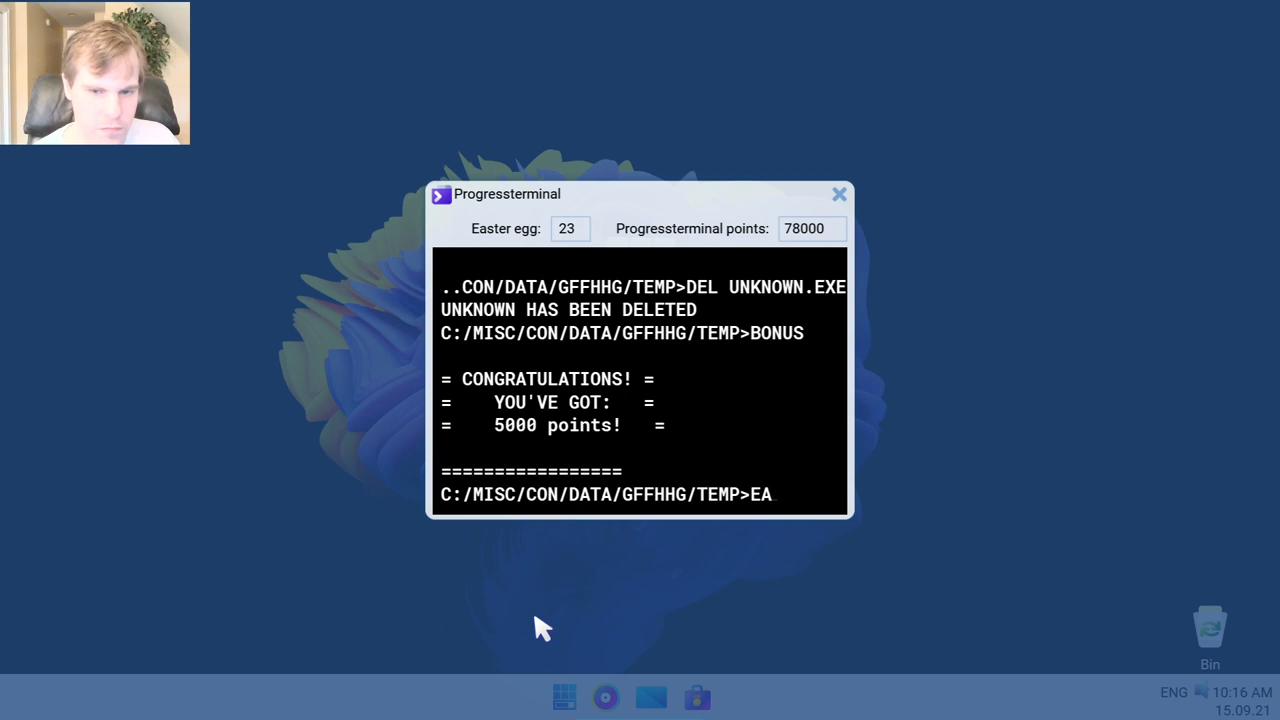 Progressterminal
Easter egg: 23 Progressterminal points: 78000
..CON/DATA/GFFHHG/TEMP>DEL UNKNOWN.EXE
UNKNOWN HAS BEEN DELETED
C:/MISC/CON/DATA/GFFHHG/TEMP>BONUS
= CONGRATULATIONS! =
= YOU'VE GOT: =
= 5000 points! =
=================
C:/MISC/CON/DATA/GFFHHG/TEMP>EA
Bin
ENG 10:16 AM
15.09.21